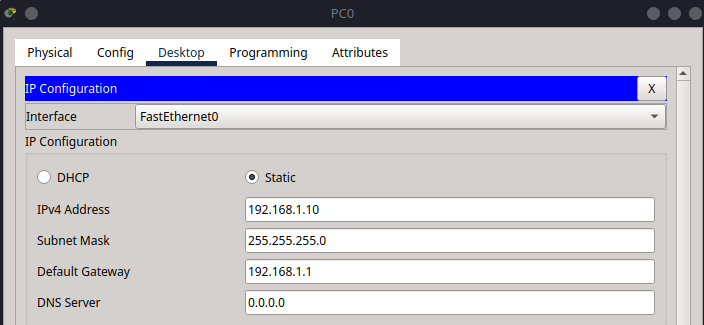 PC0
Physical Config Desktop Programming Attributes
IP Configuration X
Interface FastEthernet0
IP Configuration
DHCP Static
IPv4 Address 192.168.1.10
Subnet Mask 255.255.255.0
Default Gateway 192.168.1.1
DNS Server 0.0.0.0